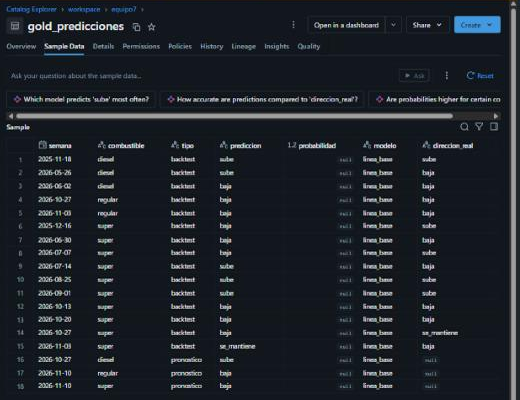 Catalog Explorer > workspace > equipo7 >
gold_predicciones
Open in a dashboard
Share
Create
Overview Sample Data Details Permissions Policies History Lineage Insights Quality
Ask your question about the sample data...
Ask
Reset
Which model predicts 'sube' most often?
How accurate are predictions compared to 'direccion_real'?
Are probabilities higher for certain co
Sample
semana combustible tipo prediccion 1.2 probabilidad modelo direccion_real
1 2025-11-18 diesel backtest sube null linea_base sube
2 2026-05-26 diesel backtest sube null linea_base baja
3 2026-06-02 diesel backtest baja null linea_base baja
4 2026-10-27 regular backtest baja null linea_base sube
5 2026-11-03 regular backtest sube null linea_base baja
6 2025-12-16 super backtest baja null linea_base sube
7 2026-06-30 super backtest baja null linea_base baja
8 2026-07-07 super backtest baja null linea_base sube
9 2026-07-14 super backtest sube null linea_base baja
10 2026-08-25 super backtest sube null linea_base sube
11 2026-09-01 super backtest sube null linea_base sube
12 2026-10-13 super backtest baja null linea_base baja
13 2026-10-20 super backtest baja null linea_base baja
14 2026-10-27 super backtest baja null linea_base se_mantiene
15 2026-11-03 super backtest se_mantiene null linea_base baja
16 2026-10-27 diesel pronostico sube null linea_base null
17 2026-11-10 regular pronostico baja null linea_base null
18 2026-11-10 super pronostico baja null linea_base null